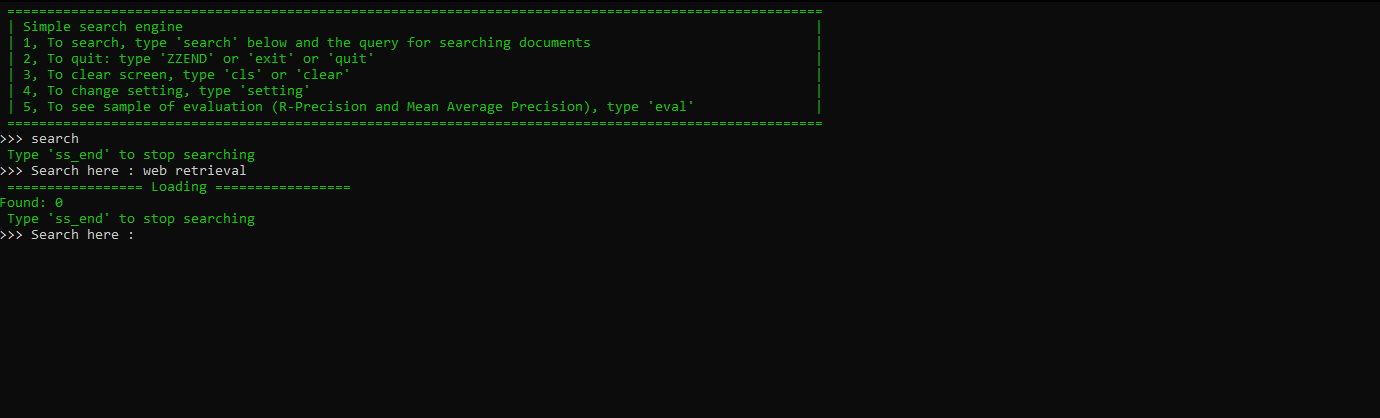 ======================================================================================================
| Simple search engine |
| 1, To search, type 'search' below and the query for searching documents |
| 2, To quit: type 'ZZEND' or 'exit' or 'quit' |
| 3, To clear screen, type 'cls' or 'clear' |
| 4, To change setting, type 'setting' |
| 5, To see sample of evaluation (R-Precision and Mean Average Precision), type 'eval' |
======================================================================================================
>>> search
Type 'ss_end' to stop searching
>>> Search here : web retrieval
================= Loading =================
Found: 0
Type 'ss_end' to stop searching
>>> Search here :